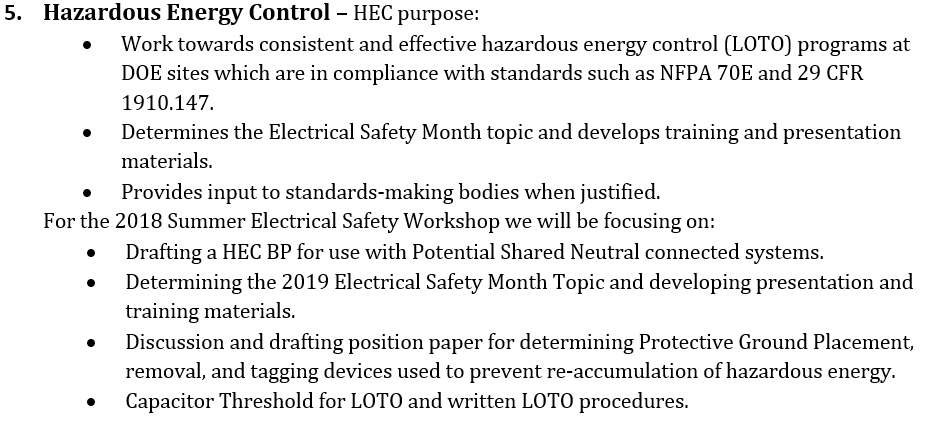 5. Hazardous Energy Control – HEC purpose:
• Work towards consistent and effective hazardous energy control (LOTO) programs at
DOE sites which are in compliance with standards such as NFPA 70E and 29 CFR
1910.147.
• Determines the Electrical Safety Month topic and develops training and presentation
materials.
• Provides input to standards-making bodies when justified.
For the 2018 Summer Electrical Safety Workshop we will be focusing on:
• Drafting a HEC BP for use with Potential Shared Neutral connected systems.
• Determining the 2019 Electrical Safety Month Topic and developing presentation and
training materials.
• Discussion and drafting position paper for determining Protective Ground Placement,
removal, and tagging devices used to prevent re-accumulation of hazardous energy.
• Capacitor Threshold for LOTO and written LOTO procedures.